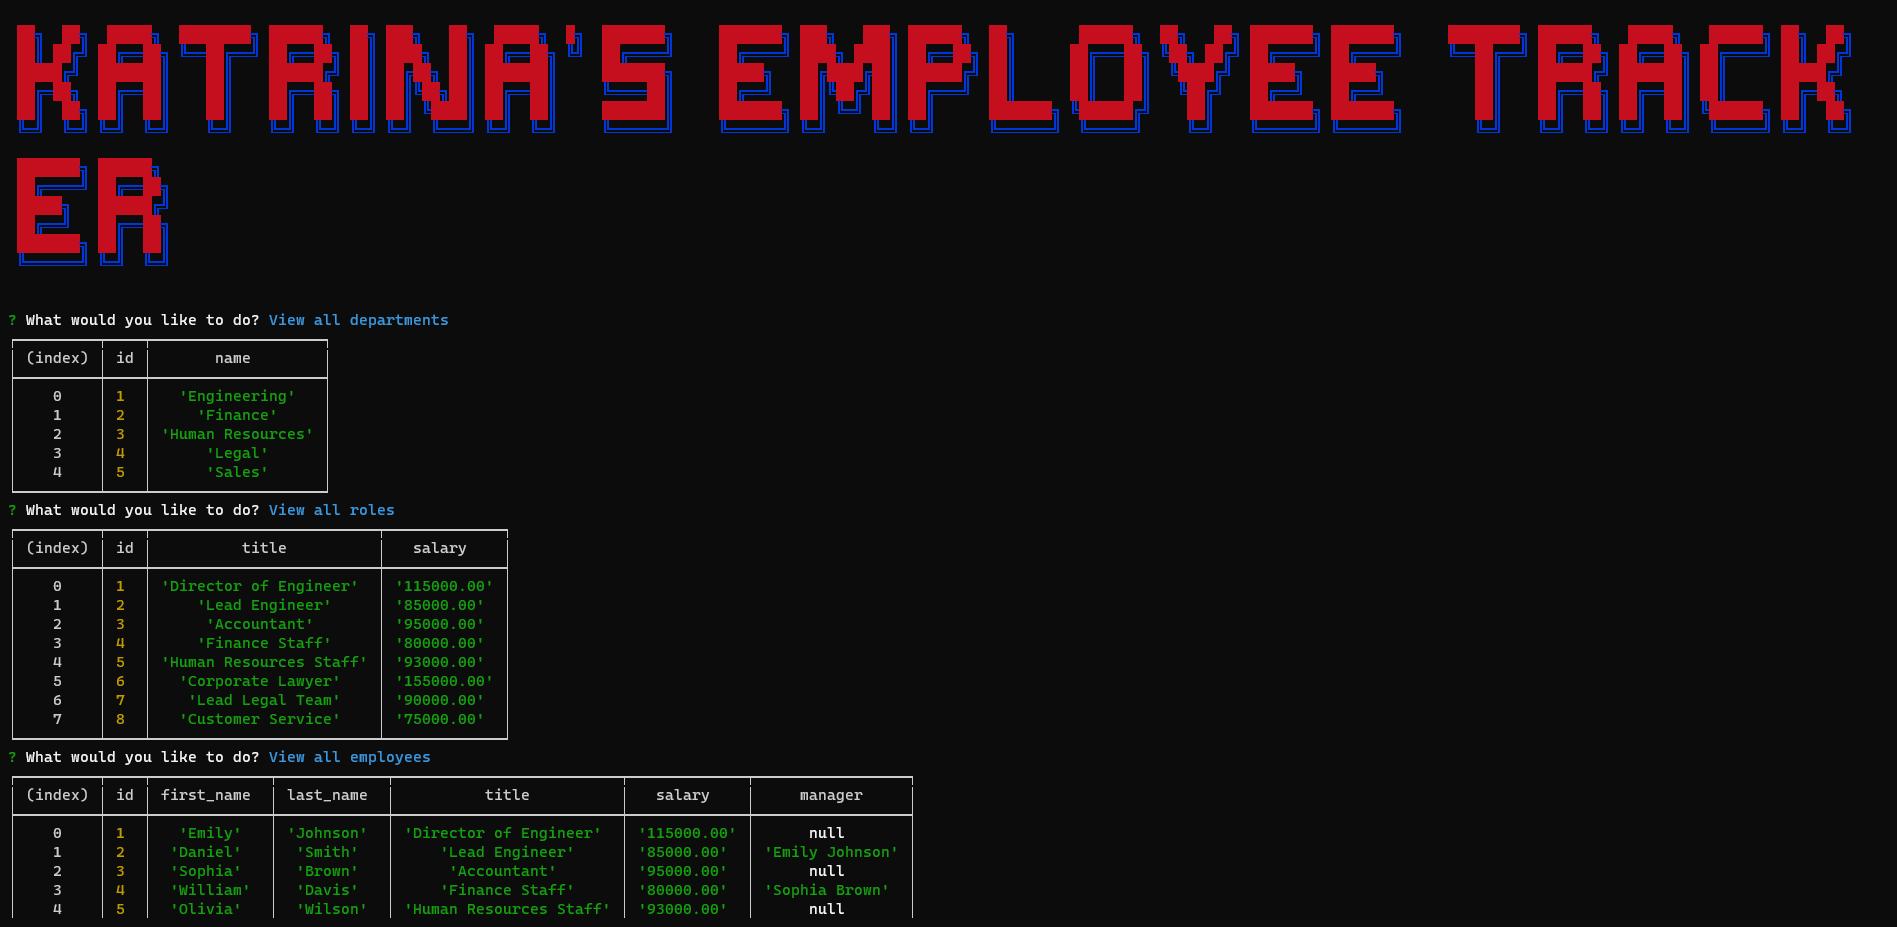 KATRINA'S EMPLOYEE TRACK
ER
? What would you like to do? View all departments
(index) id name
0 1 'Engineering'
1 2 'Finance'
2 3 'Human Resources'
3 4 'Legal'
4 5 'Sales'
? What would you like to do? View all roles
(index) id title salary
0 1 'Director of Engineer' '115000.00'
1 2 'Lead Engineer' '85000.00'
2 3 'Accountant' '95000.00'
3 4 'Finance Staff' '80000.00'
4 5 'Human Resources Staff' '93000.00'
5 6 'Corporate Lawyer' '155000.00'
6 7 'Lead Legal Team' '90000.00'
7 8 'Customer Service' '75000.00'
? What would you like to do? View all employees
(index) id first_name last_name title salary manager
0 1 'Emily' 'Johnson' 'Director of Engineer' '115000.00' null
1 2 'Daniel' 'Smith' 'Lead Engineer' '85000.00' 'Emily Johnson'
2 3 'Sophia' 'Brown' 'Accountant' '95000.00' null
3 4 'William' 'Davis' 'Finance Staff' '80000.00' 'Sophia Brown'
4 5 'Olivia' 'Wilson' 'Human Resources Staff' '93000.00' null